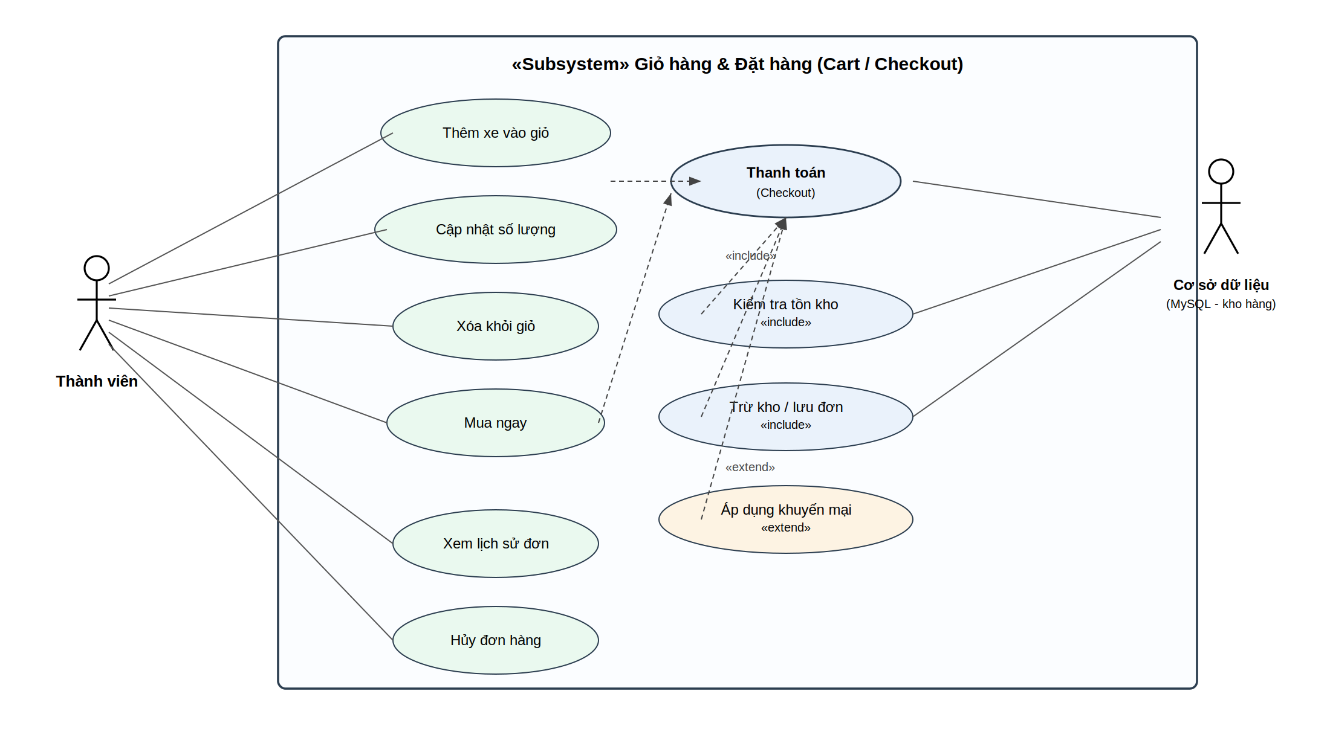 «Subsystem» Giỏ hàng & Đặt hàng (Cart / Checkout)
Thêm xe vào giỏ
Thanh toán
(Checkout)
Cập nhật số lượng
«include»
Cơ sở dữ liệu
(MySQL - kho hàng)
Kiểm tra tồn kho
«include»
Xóa khỏi giỏ
Thành viên
Trừ kho / lưu đơn
«include»
Mua ngay
«extend»
Áp dụng khuyến mại
«extend»
Xem lịch sử đơn
Hủy đơn hàng